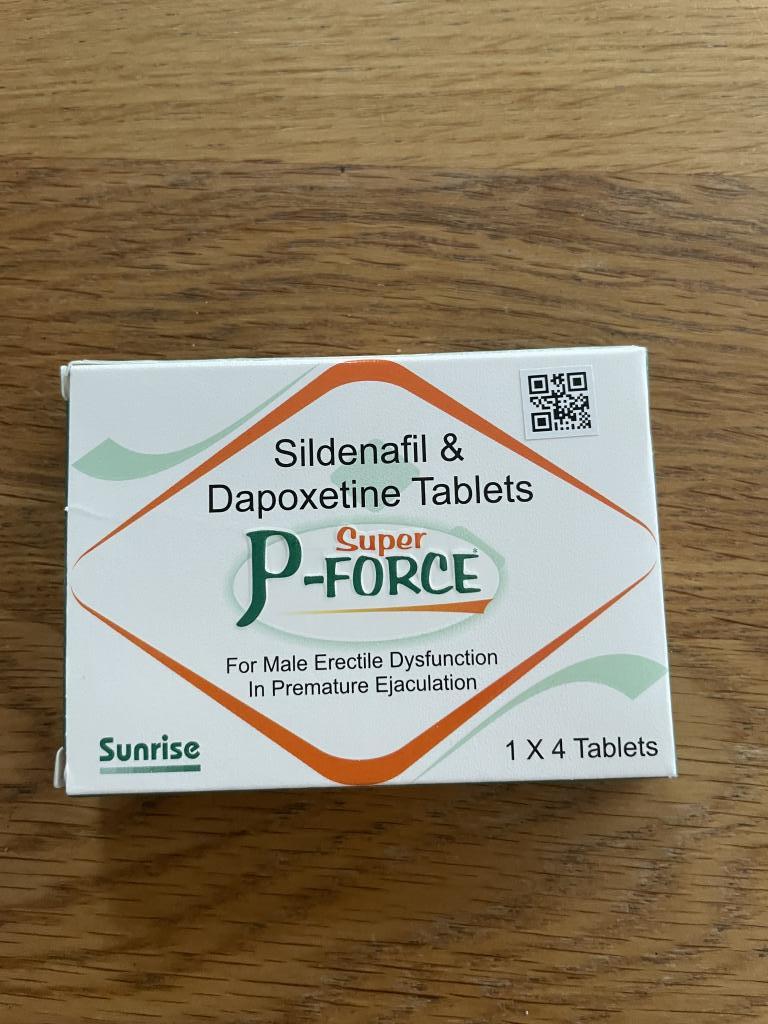 Sildenafil &
Dapoxetine Tablets
Super
P-FORCE®
For Male Erectile Dysfunction
In Premature Ejaculation
Sunrise
1 X 4 Tablets